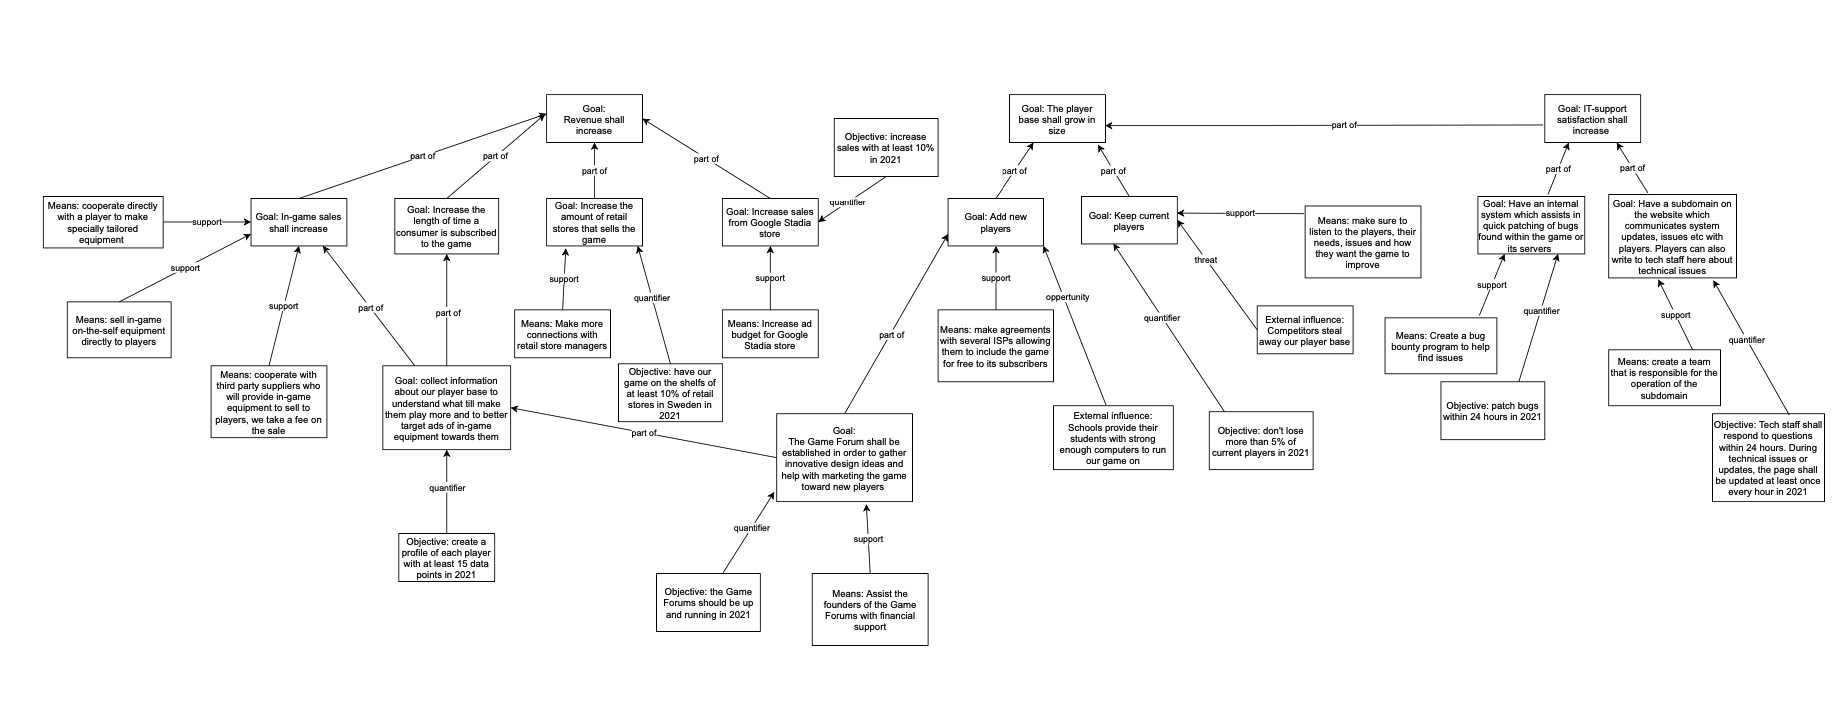 Goal:
Revenue shall
increase
Goal: The player
base shall grow in
size
Goal: IT-support
satisfaction shall
increase
Objective: increase
sales with at least 10%
in 2021
part of
part of
part of
part of
part of
part of
part of
part of
part of
Means: cooperate directly
with a player to make
specially tailored
equipment
support
Goal: In-game sales
shall increase
Goal: Increase the
length of time a
consumer is subscribed
to the game
Goal: Increase the
amount of retail
stores that sells the
game
Goal: Increase sales
from Google Stadia
store
quantifier
Goal: Add new
players
Goal: Keep current
players
support
Means: make sure to
listen to the players, their
needs, issues and how
they want the game to
improve
Goal: Have an internal
system which assists in
quick patching of bugs
found within the game or
its servers
Goal: Have a subdomain on
the website which
communicates system
updates, issues etc with
players. Players can also
write to tech staff here about
technical issues
support
support
part of
part of
support
quantifier
support
part of
support
oppertunity
threat
quantifier
support
quantifier
support
quantifier
Means: sell in-game
on-the-self equipment
directly to players
Means: Make more
connections with
retail store managers
Means: Increase ad
budget for Google
Stadia store
Means: make agreements
with several ISPs allowing
them to include the game
for free to its subscribers
External influence:
Competitors steal
away our player base
Means: Create a bug
bounty program to help
find issues
Means: create a team
that is responsible for the
operation of the
subdomain
Means: cooperate with
third party suppliers who
will provide in-game
equipment to sell to
players, we take a fee on
the sale
Goal: collect information
about our player base to
understand what till make
them play more and to better
target ads of in-game
equipment towards them
Objective: have our
game on the shelfs of
at least 10% of retail
stores in Sweden in
2021
part of
Goal:
The Game Forum shall be
established in order to gather
innovative design ideas and
help with marketing the game
toward new players
External influence:
Schools provide their
students with strong
enough computers to run
our game on
Objective: don't lose
more than 5% of
current players in 2021
Objective: patch bugs
within 24 hours in 2021
Objective: Tech staff shall
respond to questions
within 24 hours. During
technical issues or
updates, the page shall
be updated at least once
every hour in 2021
quantifier
quantifier
support
Objective: create a
profile of each player
with at least 15 data
points in 2021
Objective: the Game
Forums should be up
and running in 2021
Means: Assist the
founders of the Game
Forums with financial
support